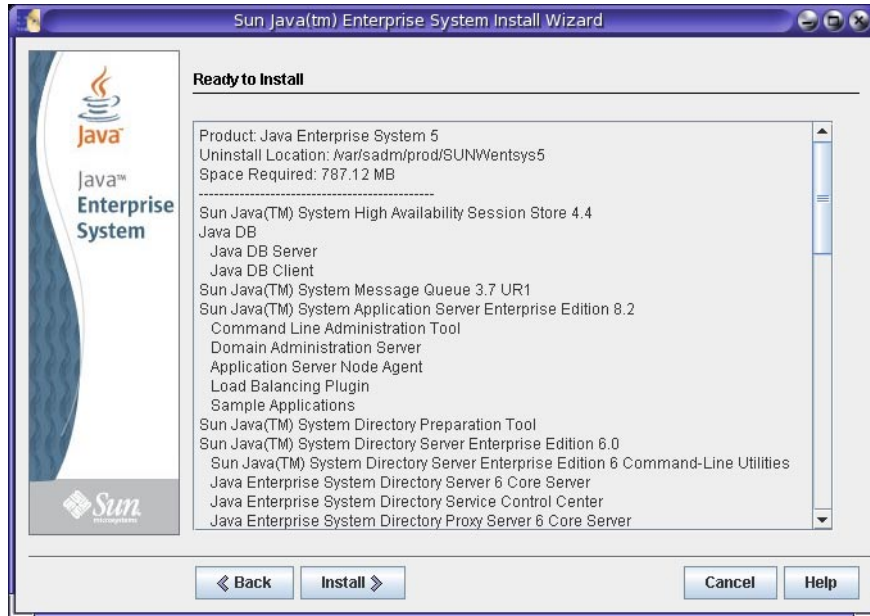 Sun Java(tm) Enterprise System Install Wizard
Java™
Java™
Enterprise
System
Sun
microsystems
Ready to Install
Product: Java Enterprise System 5
Uninstall Location: /var/sadm/prod/SUNWentsys5
Space Required: 787.12 MB
---------------------------------------------
Sun Java(TM) System High Availability Session Store 4.4
Java DB
Java DB Server
Java DB Client
Sun Java(TM) System Message Queue 3.7 UR1
Sun Java(TM) System Application Server Enterprise Edition 8.2
Command Line Administration Tool
Domain Administration Server
Application Server Node Agent
Load Balancing Plugin
Sample Applications
Sun Java(TM) System Directory Preparation Tool
Sun Java(TM) System Directory Server Enterprise Edition 6.0
Sun Java(TM) System Directory Server Enterprise Edition 6 Command-Line Utilities
Java Enterprise System Directory Server 6 Core Server
Java Enterprise System Directory Service Control Center
Java Enterprise System Directory Proxy Server 6 Core Server
Back
Install
Cancel
Help